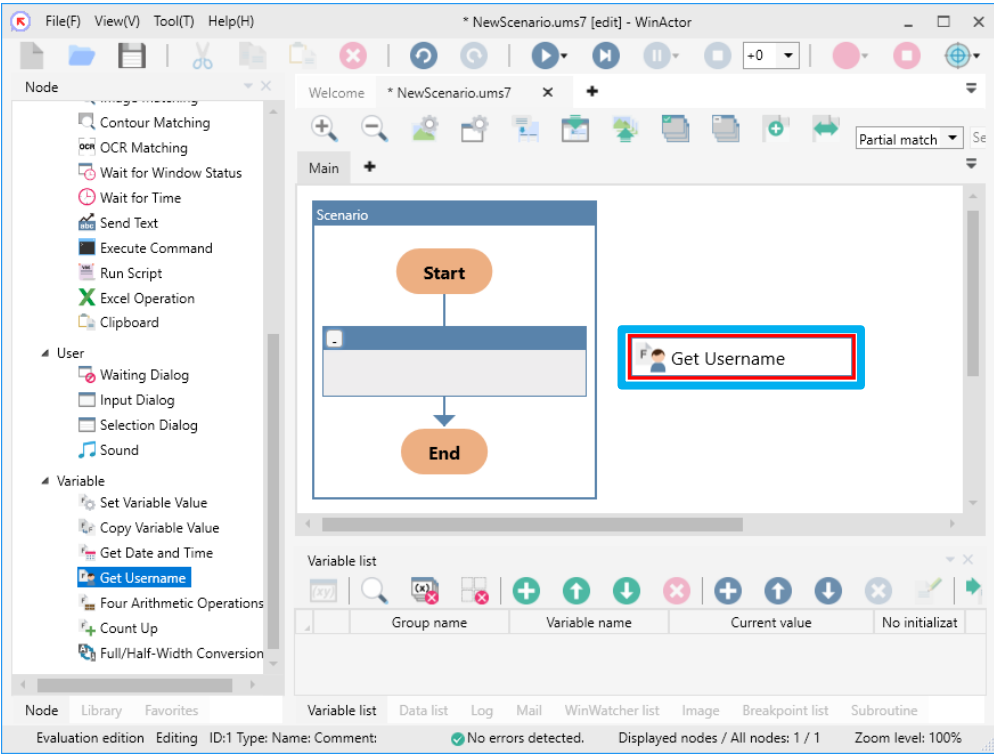 File(F) View(V) Tool(T) Help(H) * NewScenario.ums7 [edit] - WinActor
+0
Node
Welcome * NewScenario.ums7
Image Matching
Contour Matching
OCR OCR Matching
Wait for Window Status
Wait for Time
Send Text
Execute Command
Run Script
Excel Operation
Clipboard
User
Waiting Dialog
Input Dialog
Selection Dialog
Sound
Variable
Set Variable Value
Copy Variable Value
Get Date and Time
Get Username
Four Arithmetic Operations
Count Up
Full/Half-Width Conversion
Partial match Se
Main
Scenario
Start
End
Get Username
Variable list
Group name Variable name Current value No initializat
Node Library Favorites
Variable list Data list Log Mail WinWatcher list Image Breakpoint list Subroutine
Evaluation edition Editing ID:1 Type: Name: Comment: No errors detected. Displayed nodes / All nodes: 1 / 1 Zoom level: 100%